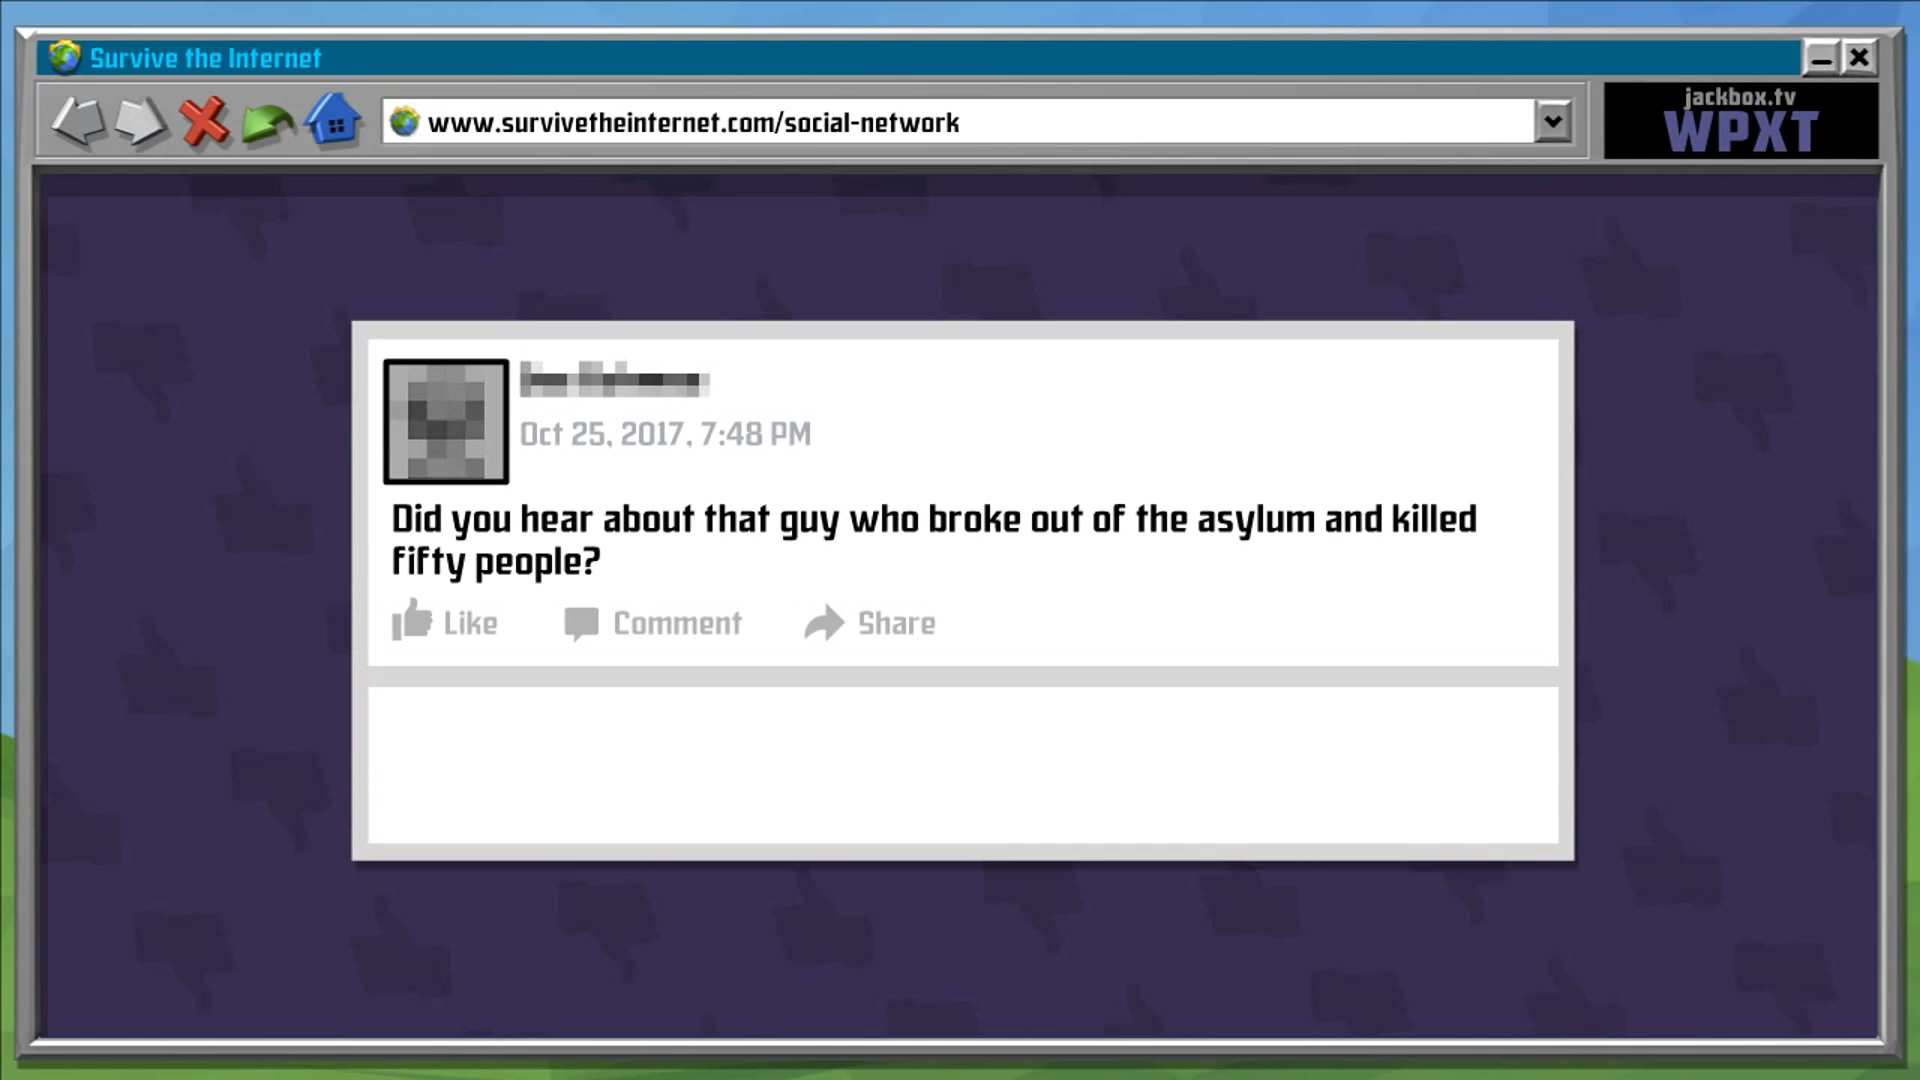 Survive the Internet
www.survivetheinternet.com/social-network
jackbox.tv
WPXT
Oct 25, 2017, 7:48 PM
Did you hear about that guy who broke out of the asylum and killed
fifty people?
Like Comment Share